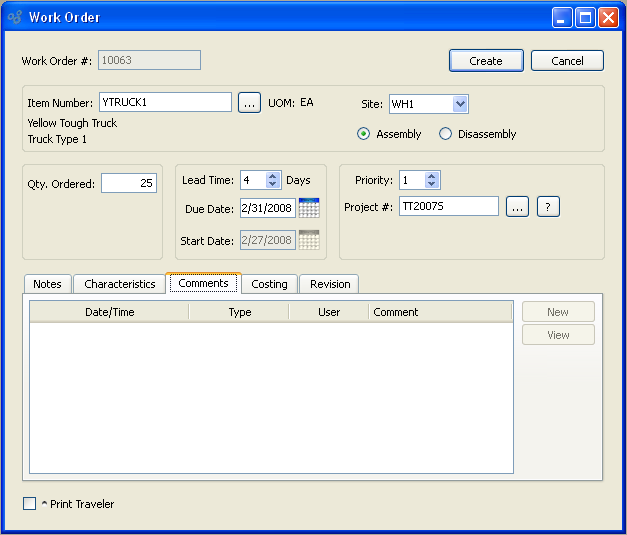 Work Order
Work Order #: 10063 Create Cancel
Item Number: YTRUCK1 ... UOM: EA Site: WH1
Yellow Tough Truck
Truck Type 1
Assembly Disassembly
Qty. Ordered: 25 Lead Time: 4 Days Priority: 1
Due Date: 2/31/2008 Project #: TT2007S ... ?
Start Date: 2/27/2008
Notes Characteristics Comments Costing Revision
Date/Time Type User Comment New
View
^ Print Traveler